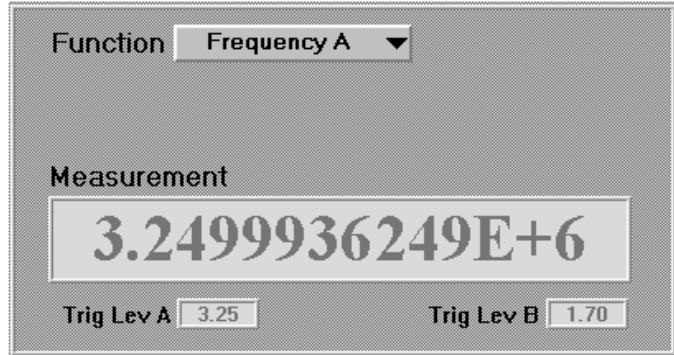 Function Frequency A
Measurement
3.2499936249E+6
Trig Lev A 3.25 Trig Lev B 1.70